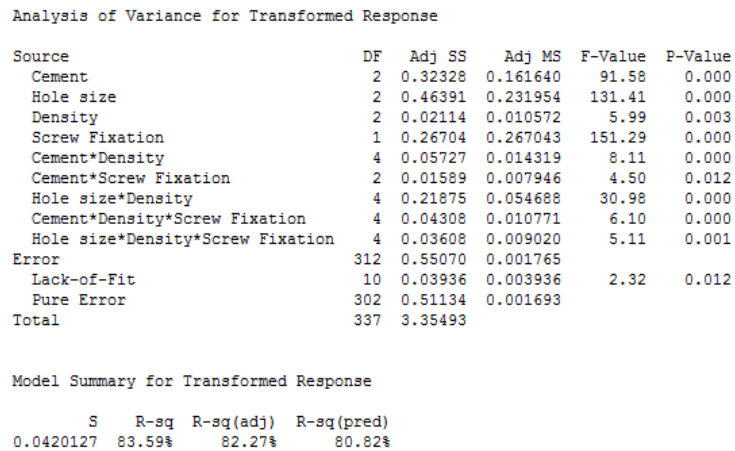 Analysis of Variance for Transformed Response
Source DF Adj SS Adj MS F-Value P-Value
Cement 2 0.32328 0.161640 91.58 0.000
Hole size 2 0.46391 0.231954 131.41 0.000
Density 2 0.02114 0.010572 5.99 0.003
Screw Fixation 1 0.26704 0.267043 151.29 0.000
Cement*Density 4 0.05727 0.014319 8.11 0.000
Cement*Screw Fixation 2 0.01589 0.007946 4.50 0.012
Hole size*Density 4 0.21875 0.054688 30.98 0.000
Cement*Density*Screw Fixation 4 0.04308 0.010771 6.10 0.000
Hole size*Density*Screw Fixation 4 0.03608 0.009020 5.11 0.001
Error 312 0.55070 0.001765
Lack-of-Fit 10 0.03936 0.003936 2.32 0.012
Pure Error 302 0.51134 0.001693
Total 337 3.35493
Model Summary for Transformed Response
S R-sq R-sq(adj) R-sq(pred)
0.0420127 83.59% 82.27% 80.82%